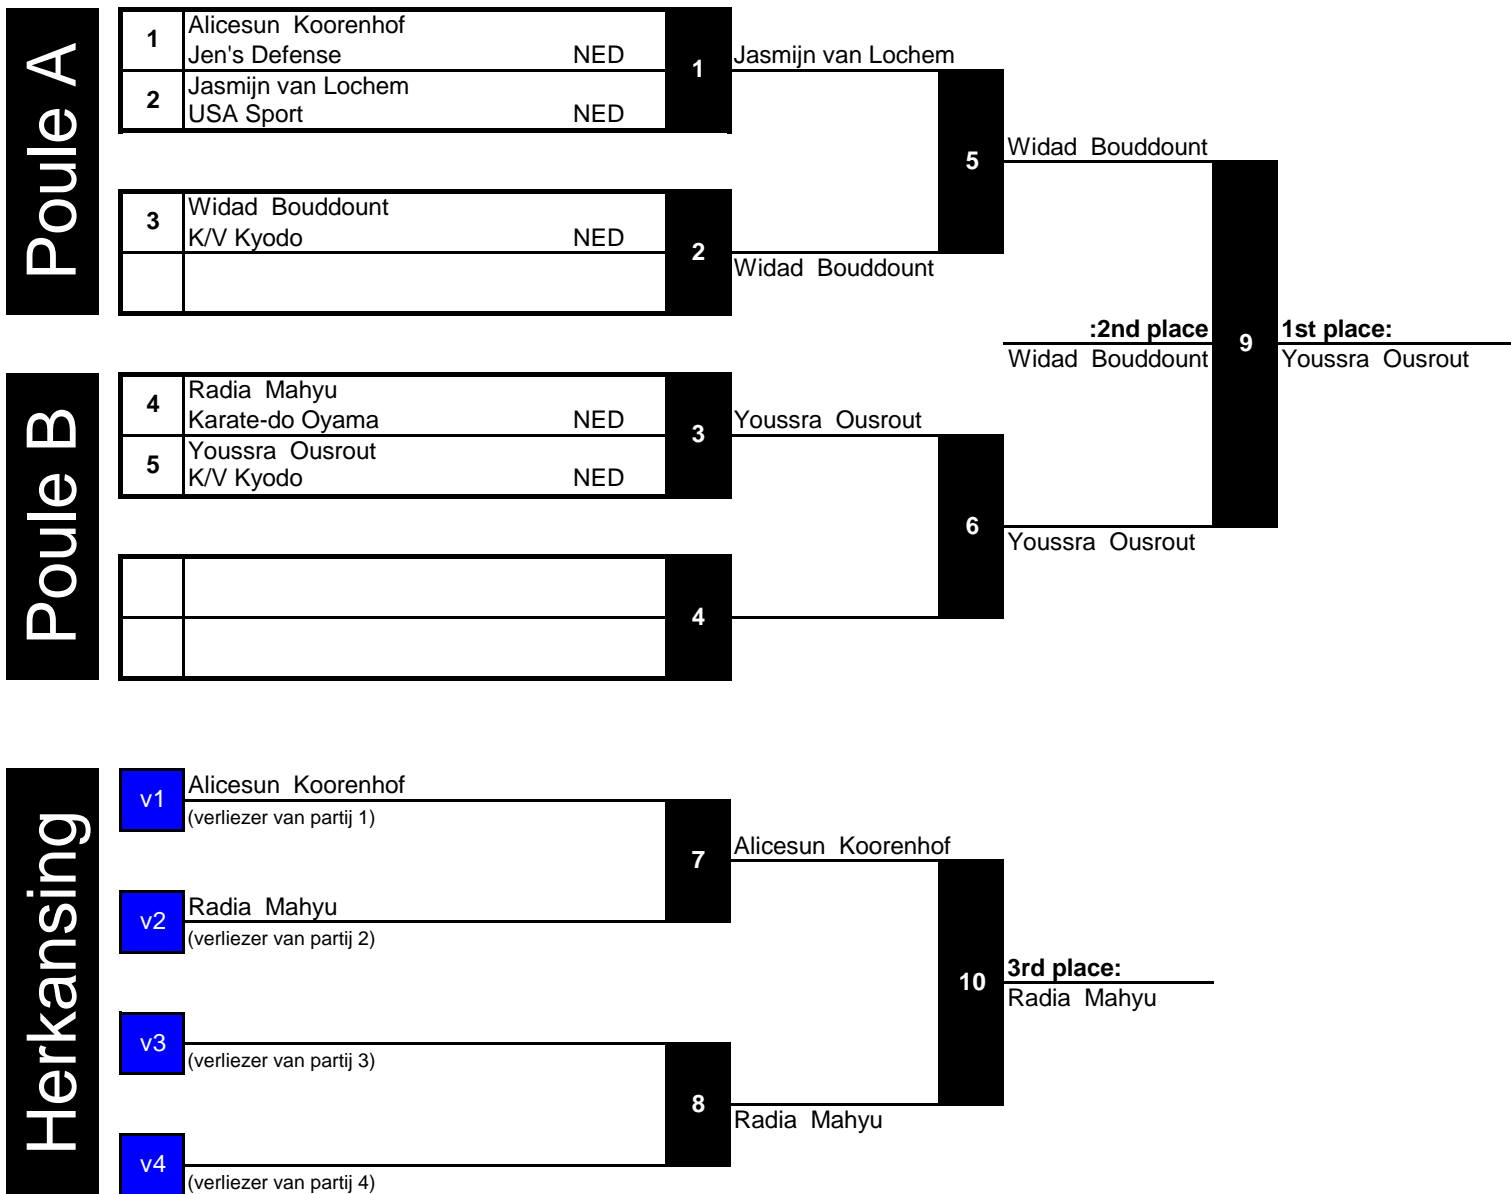 Poule A
1
Alicesun Koorenhof
Jen's Defense NED
2
Jasmijn van Lochem
USA Sport NED
1
Jasmijn van Lochem
3
Widad Bouddount
K/V Kyodo NED
2
Widad Bouddount
5
Widad Bouddount
:2nd place
Widad Bouddount
9
1st place:
Youssra Ousrout
Poule B
4
Radia Mahyu
Karate-do Oyama NED
5
Youssra Ousrout
K/V Kyodo NED
3
Youssra Ousrout
6
Youssra Ousrout
4
Herkansing
v1
Alicesun Koorenhof
(verliezer van partij 1)
7
Alicesun Koorenhof
v2
Radia Mahyu
(verliezer van partij 2)
10
3rd place:
Radia Mahyu
v3
(verliezer van partij 3)
8
Radia Mahyu
v4
(verliezer van partij 4)